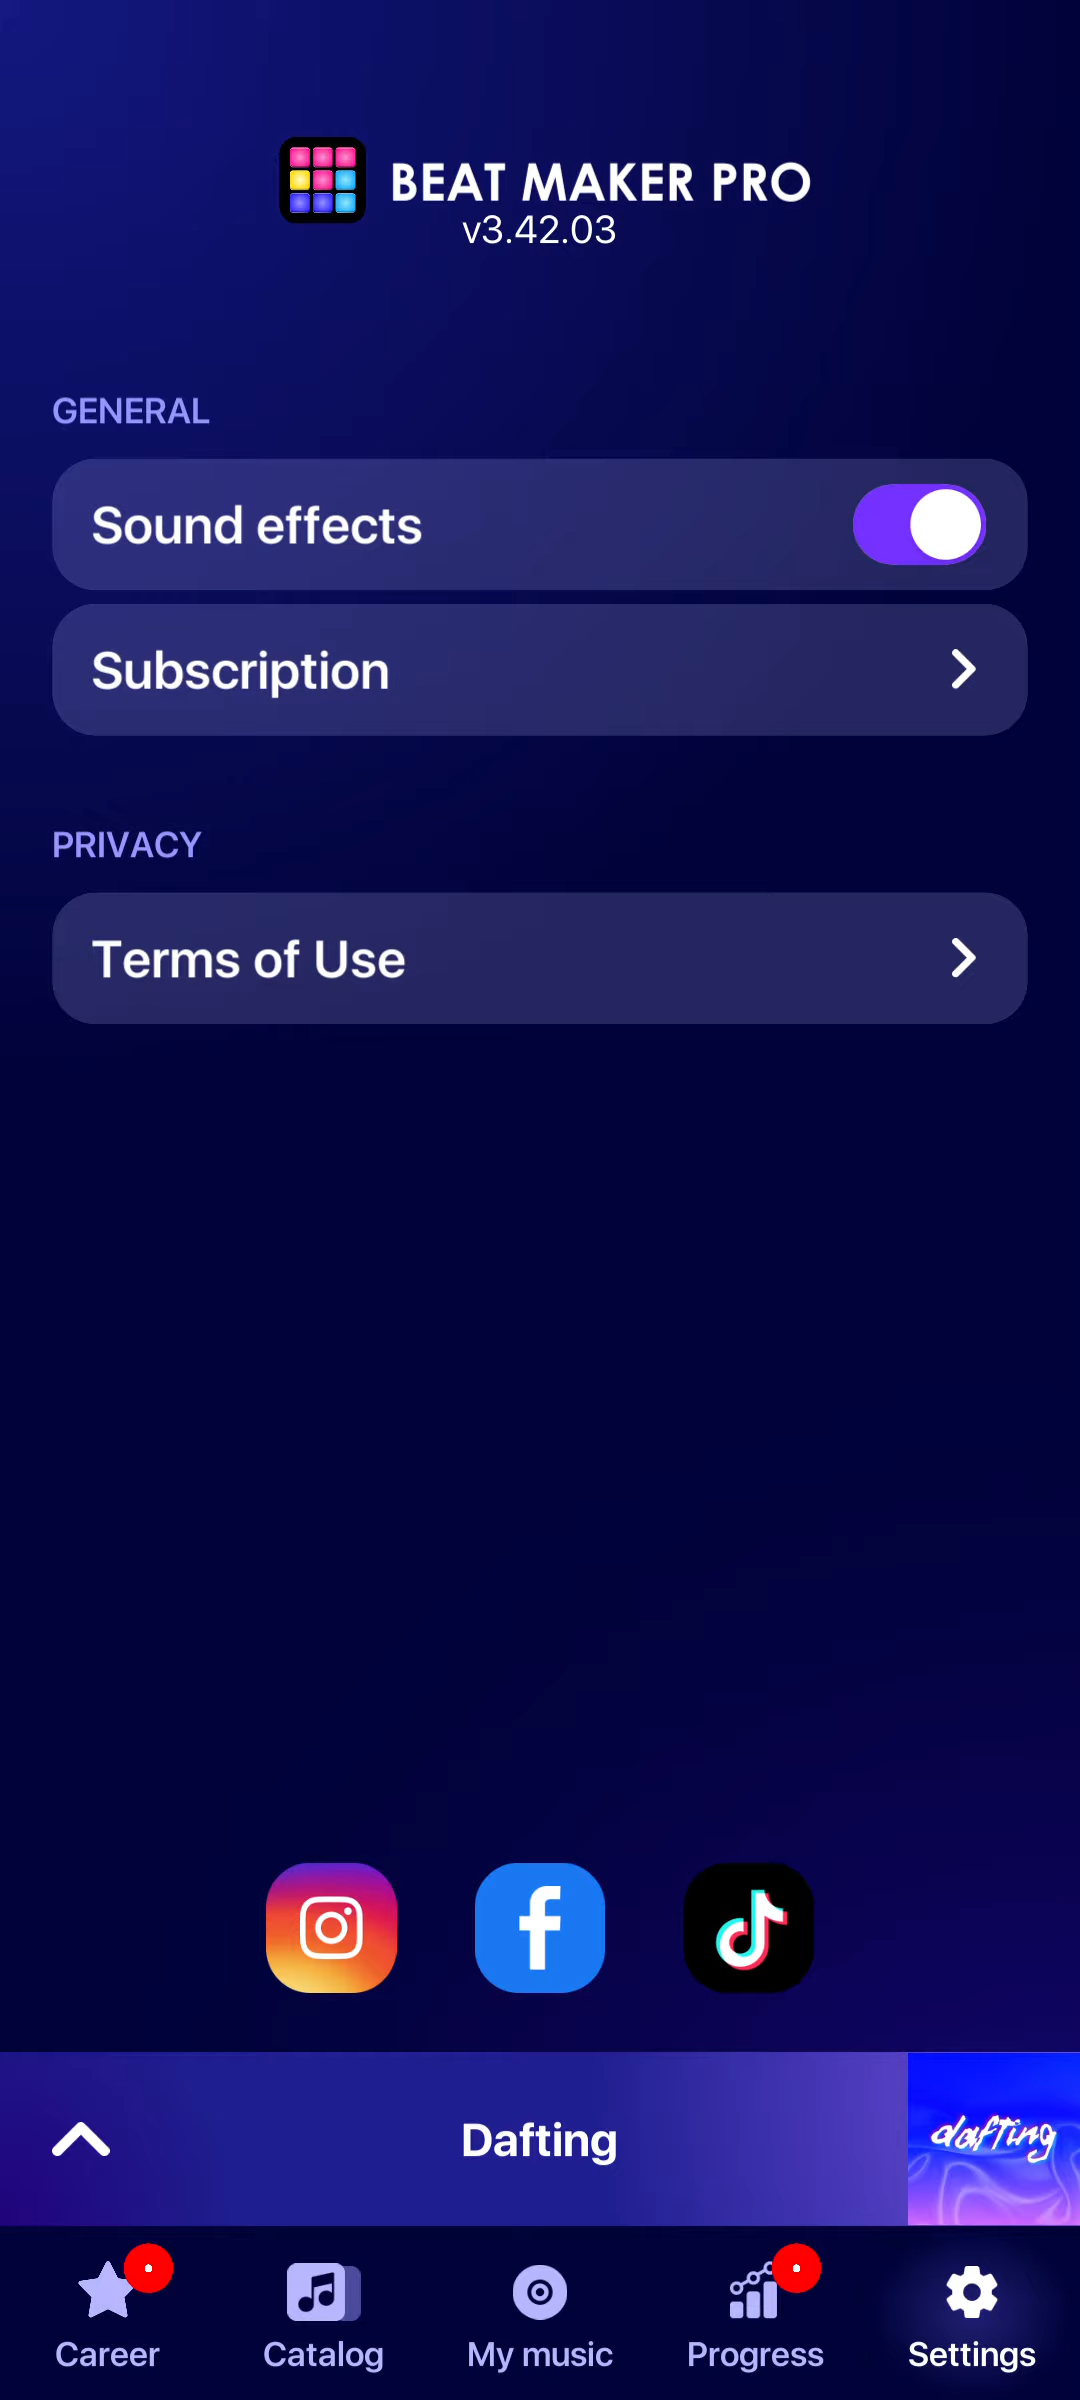 BEAT MAKER PRO
v3.42.03
GENERAL
Sound effects
Subscription
PRIVACY
Terms of Use
Dafting
dafting
Career
Catalog
My music
Progress
Settings